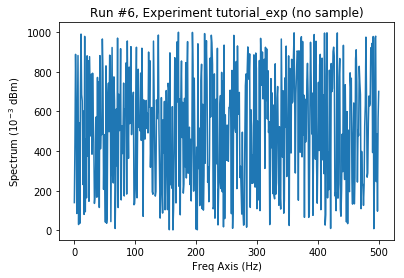 Run #6, Experiment tutorial_exp (no sample)
1000
800
600
400
200
0
Spectrum (10⁻³ dBm)
0 100 200 300 400 500
Freq Axis (Hz)